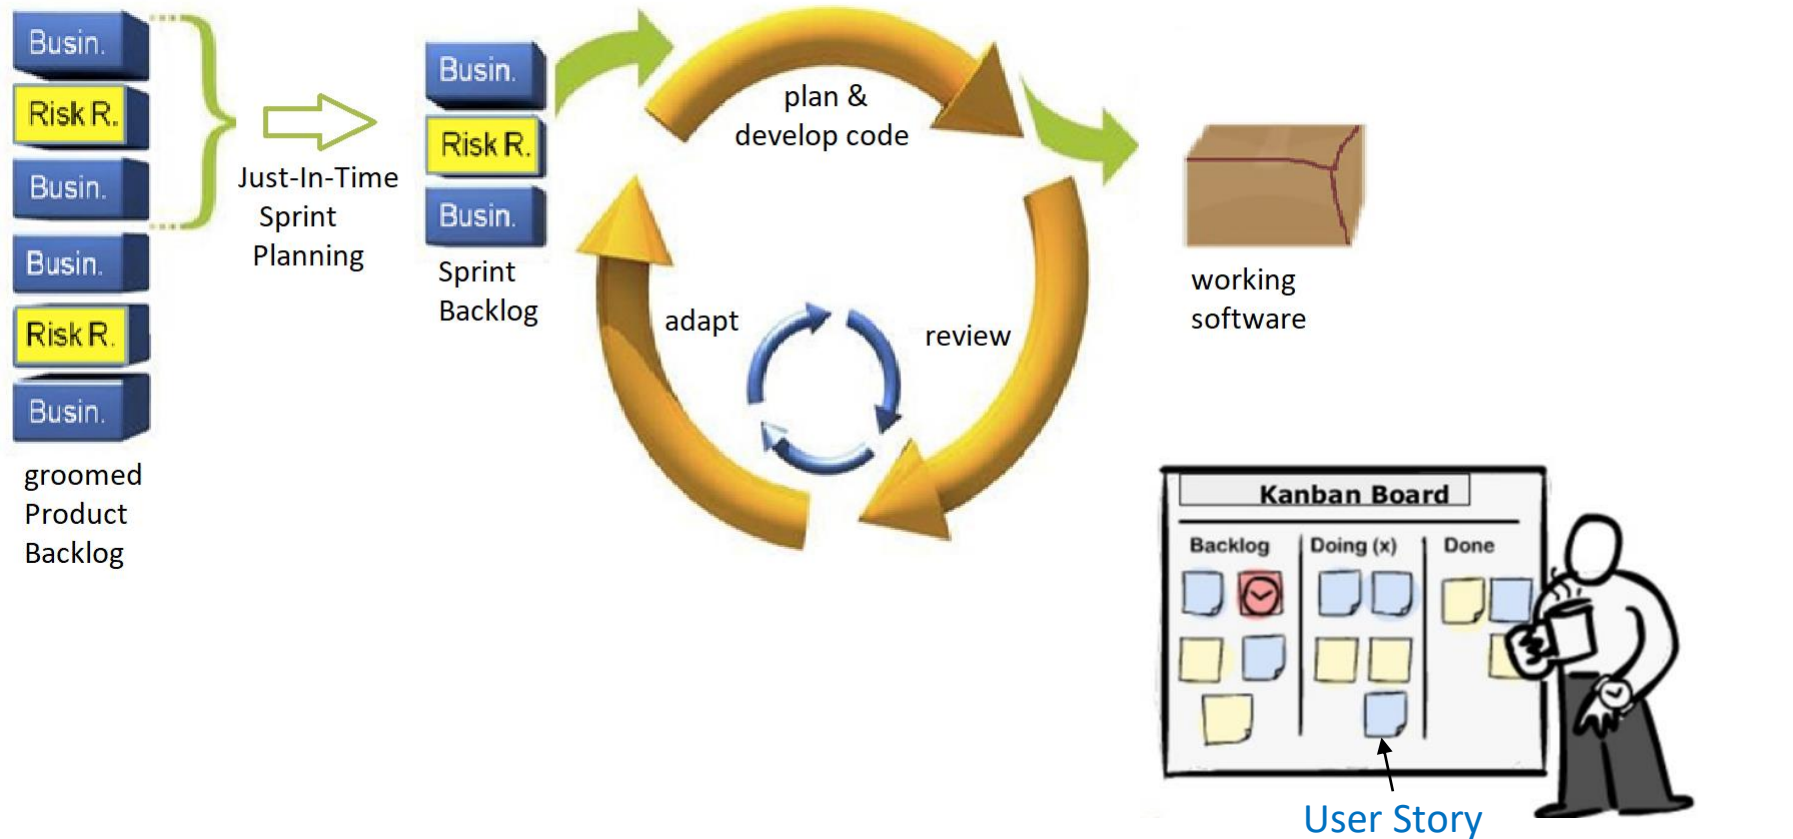 Busin.
Risk R.
Busin.
Busin.
Risk R.
Busin.
groomed
Product
Backlog
Just-In-Time
Sprint
Planning
Busin.
Risk R.
Busin.
Sprint
Backlog
plan &
develop code
adapt
review
working
software
Kanban Board
Backlog
Doing (x)
Done
User Story